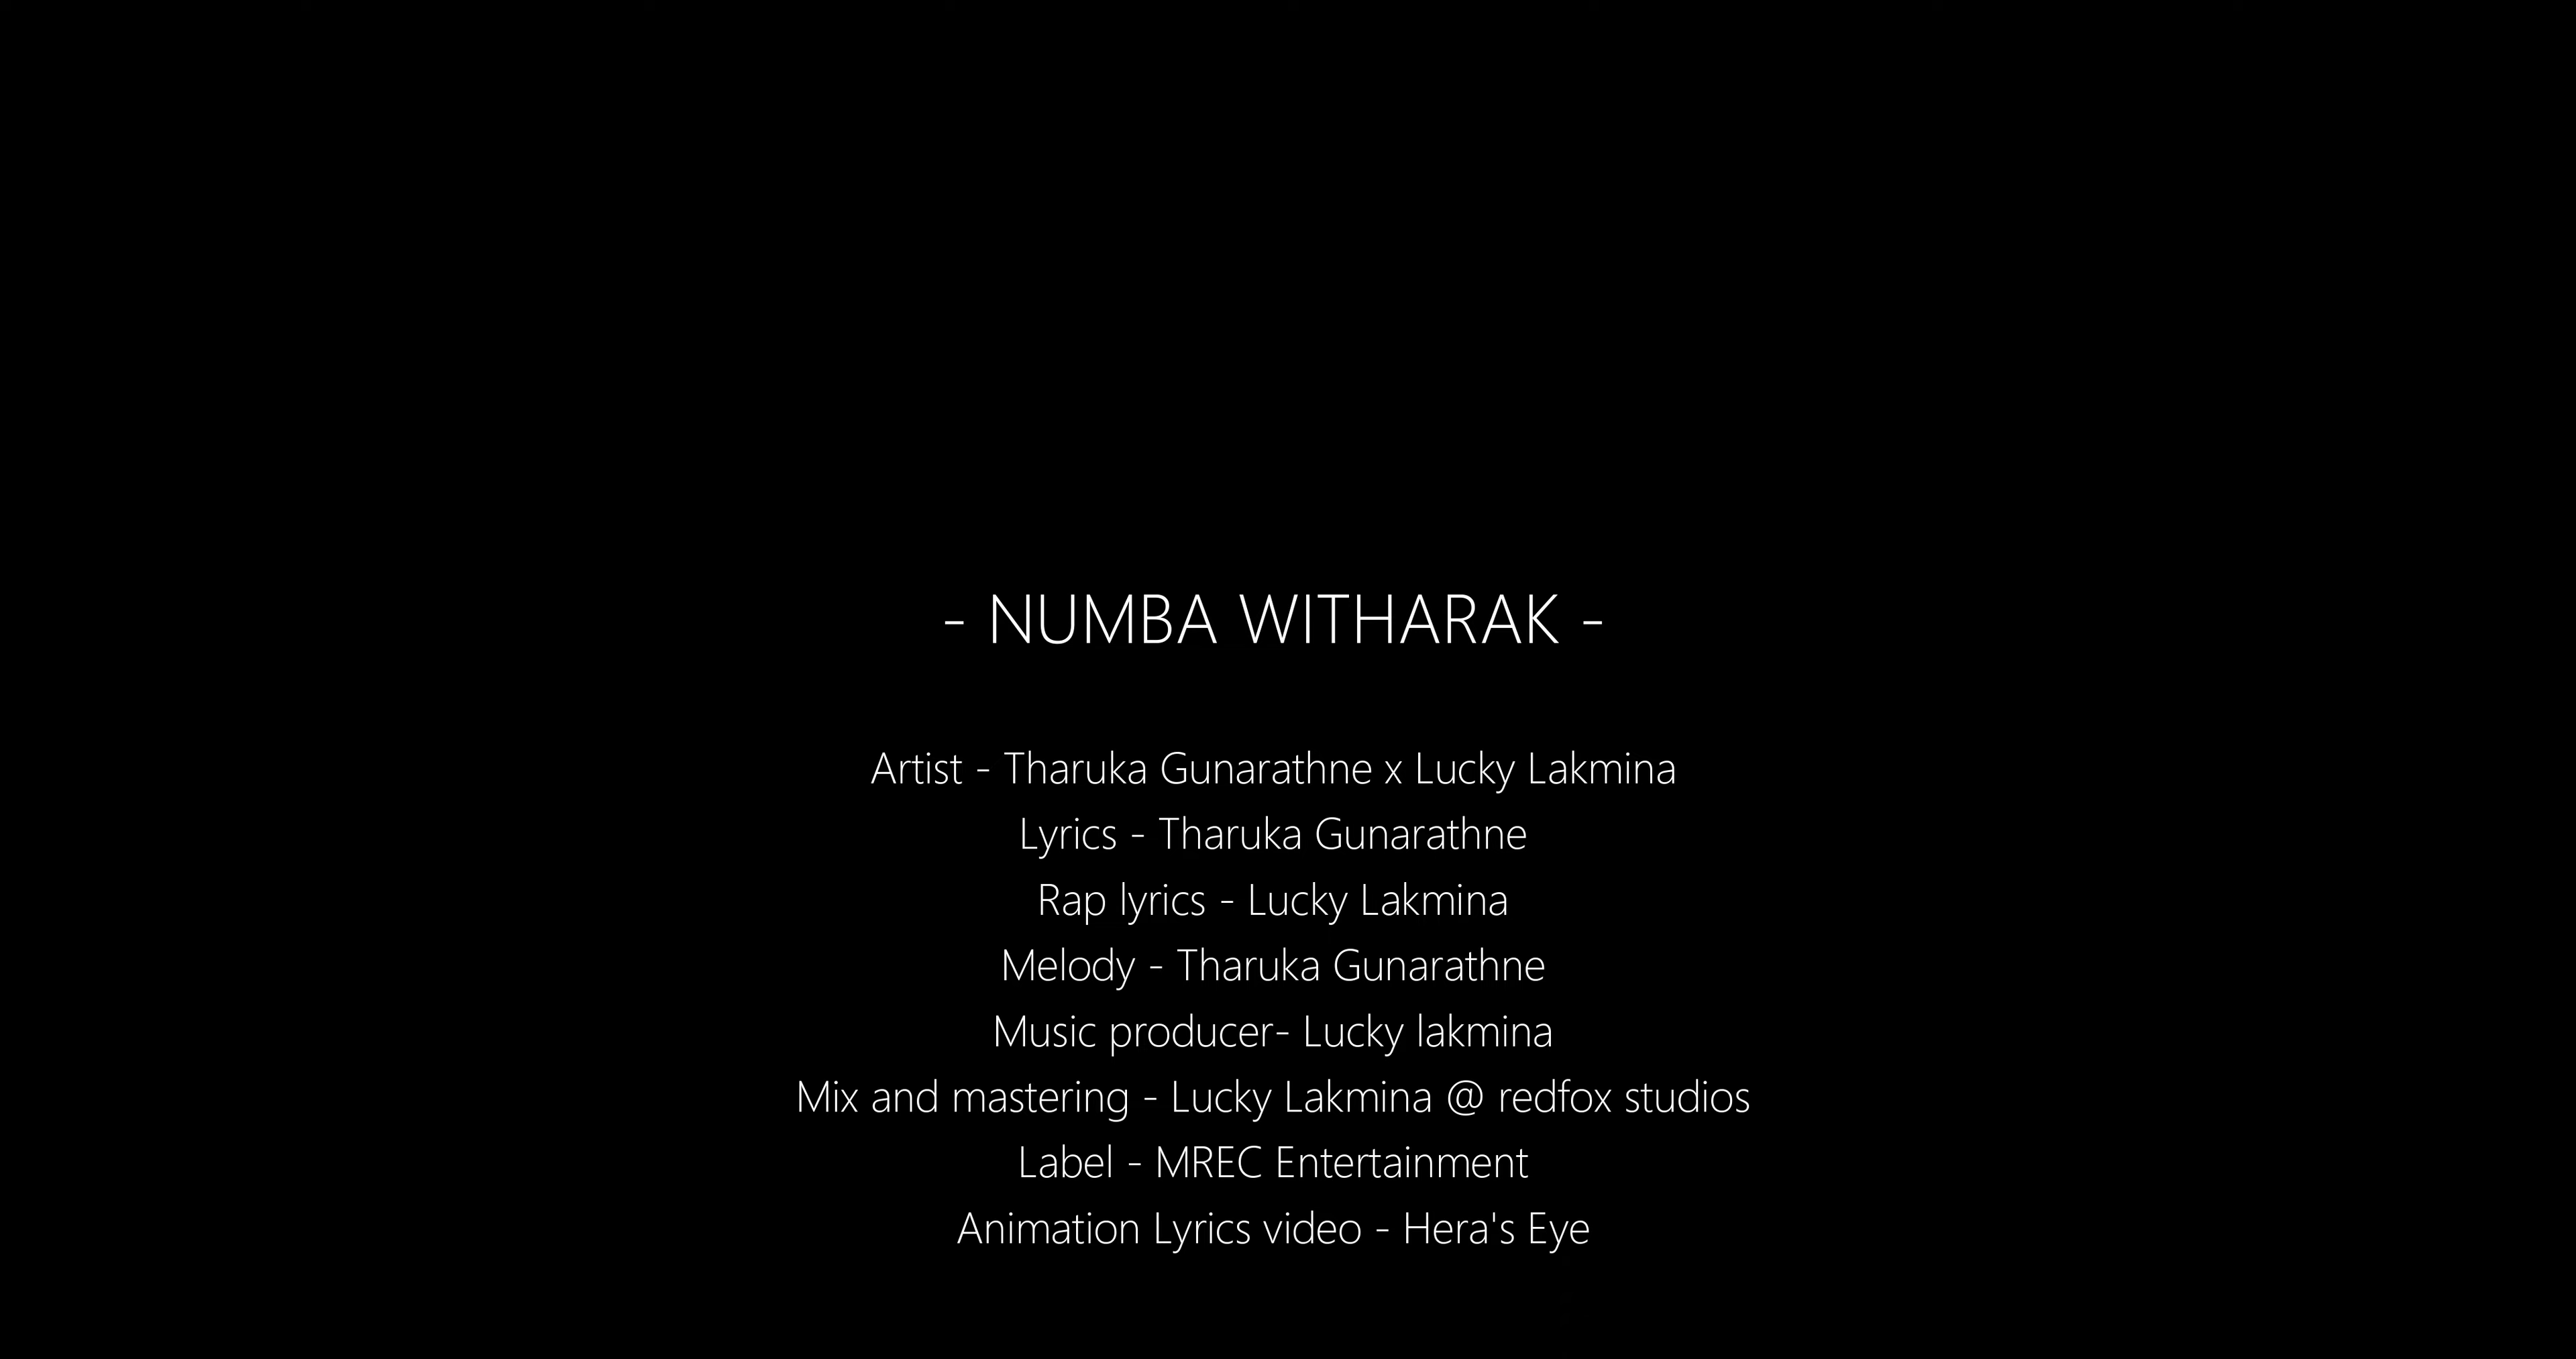 - NUMBA WITHARAK -
Artist - Tharuka Gunarathne x Lucky Lakmina
Lyrics - Tharuka Gunarathne
Rap lyrics - Lucky Lakmina
Melody - Tharuka Gunarathne
Music producer- Lucky lakmina
Mix and mastering - Lucky Lakmina @ redfox studios
Label - MREC Entertainment
Animation Lyrics video - Hera's Eye